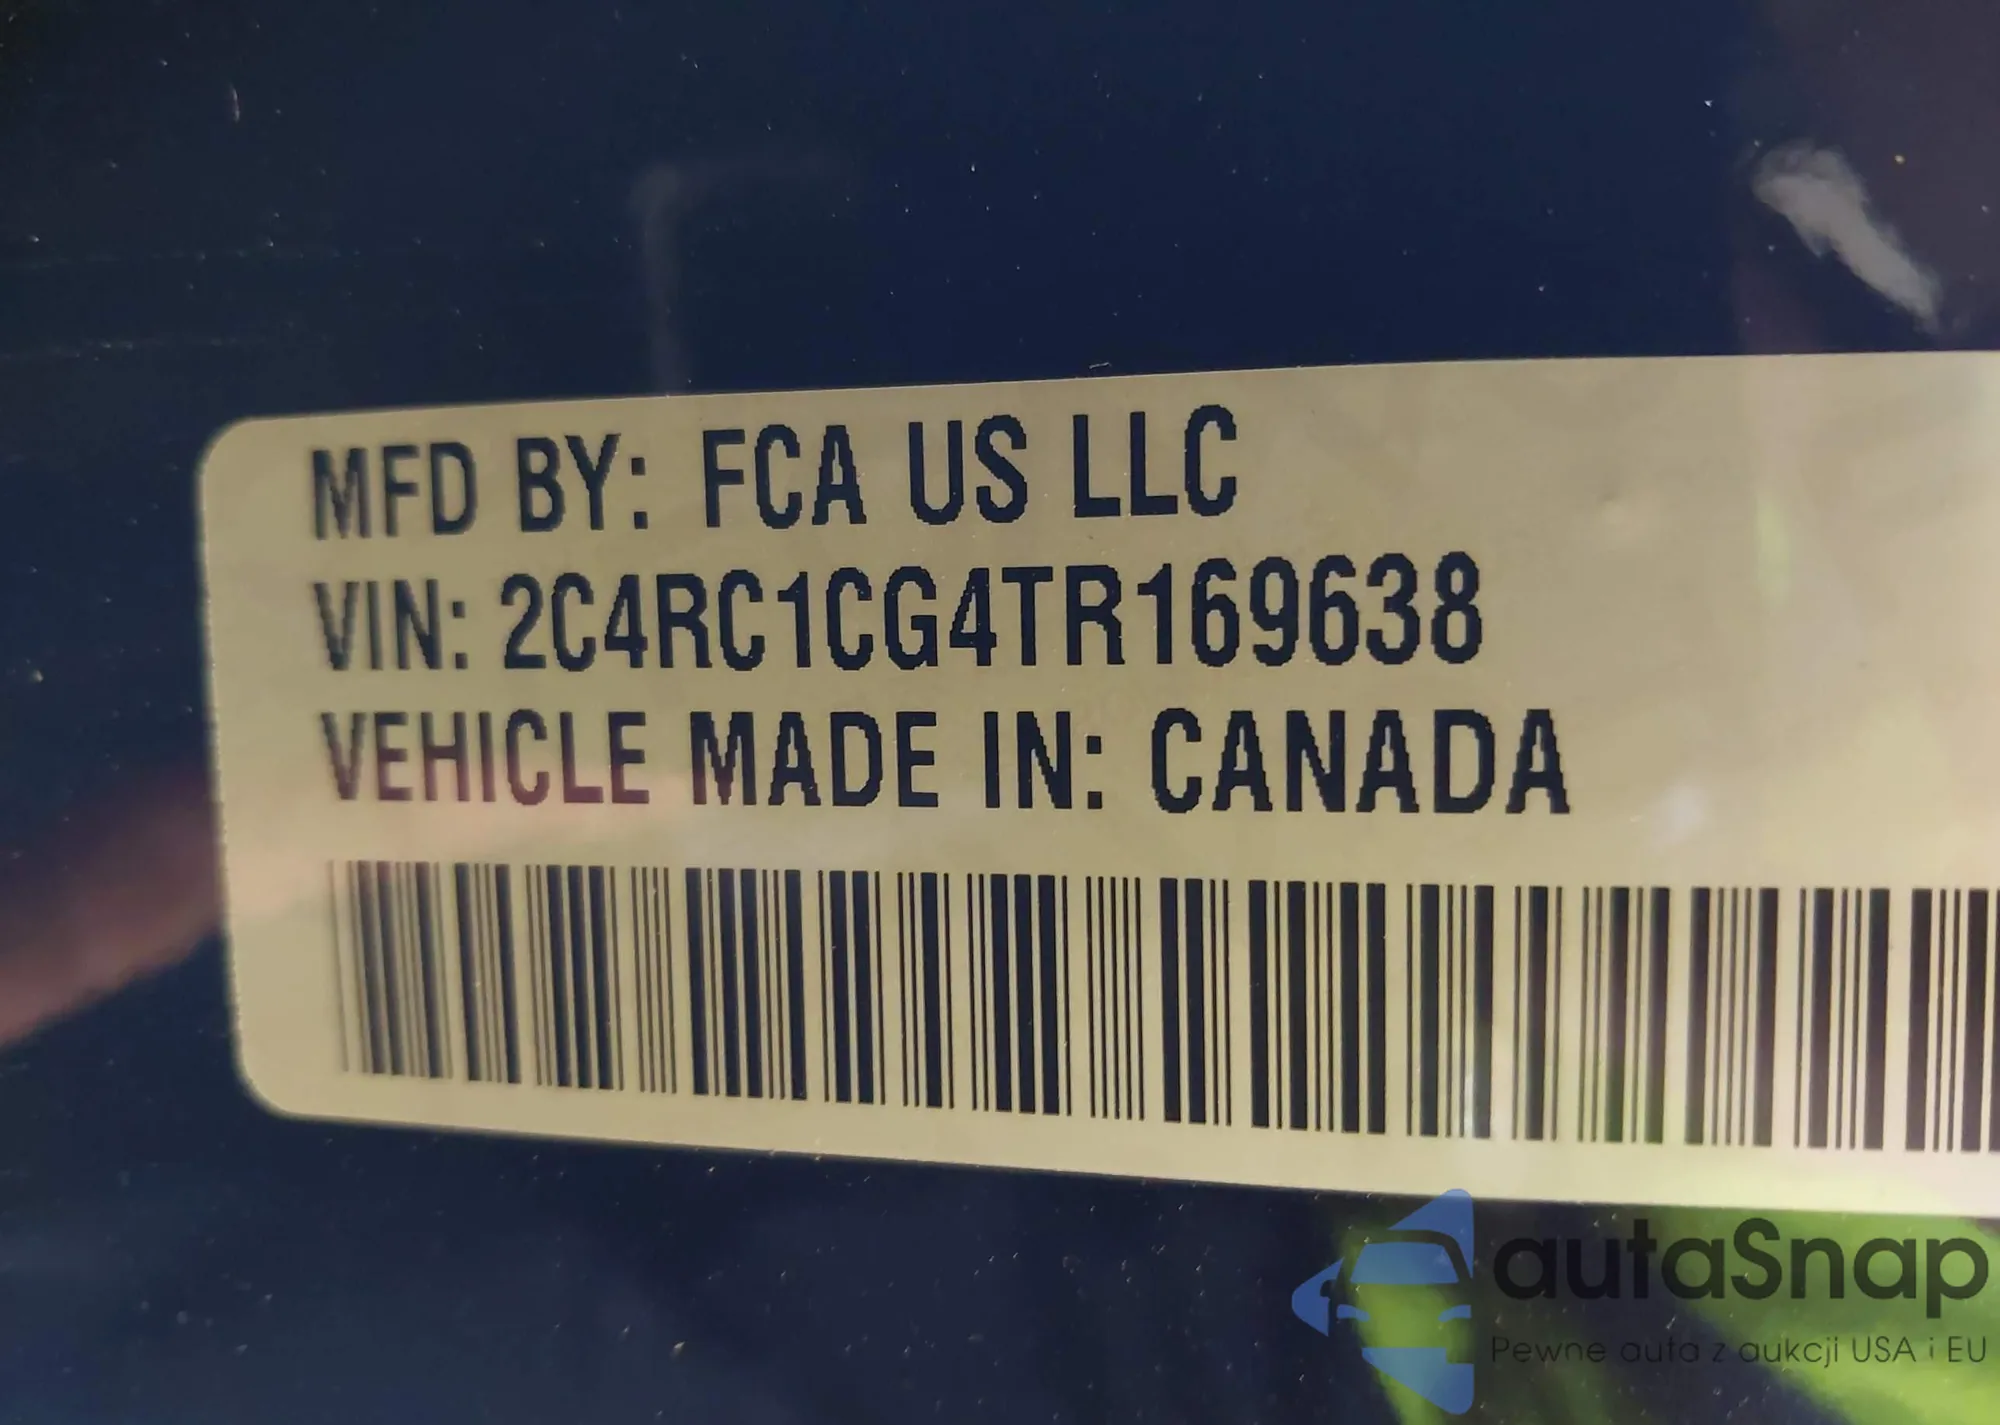 MFD BY: FCA US LLC
VIN: 2C4RC1CG4TR169638
VEHICLE MADE IN: CANADA
autaSnap
Pewne auta z aukcji USA i EU